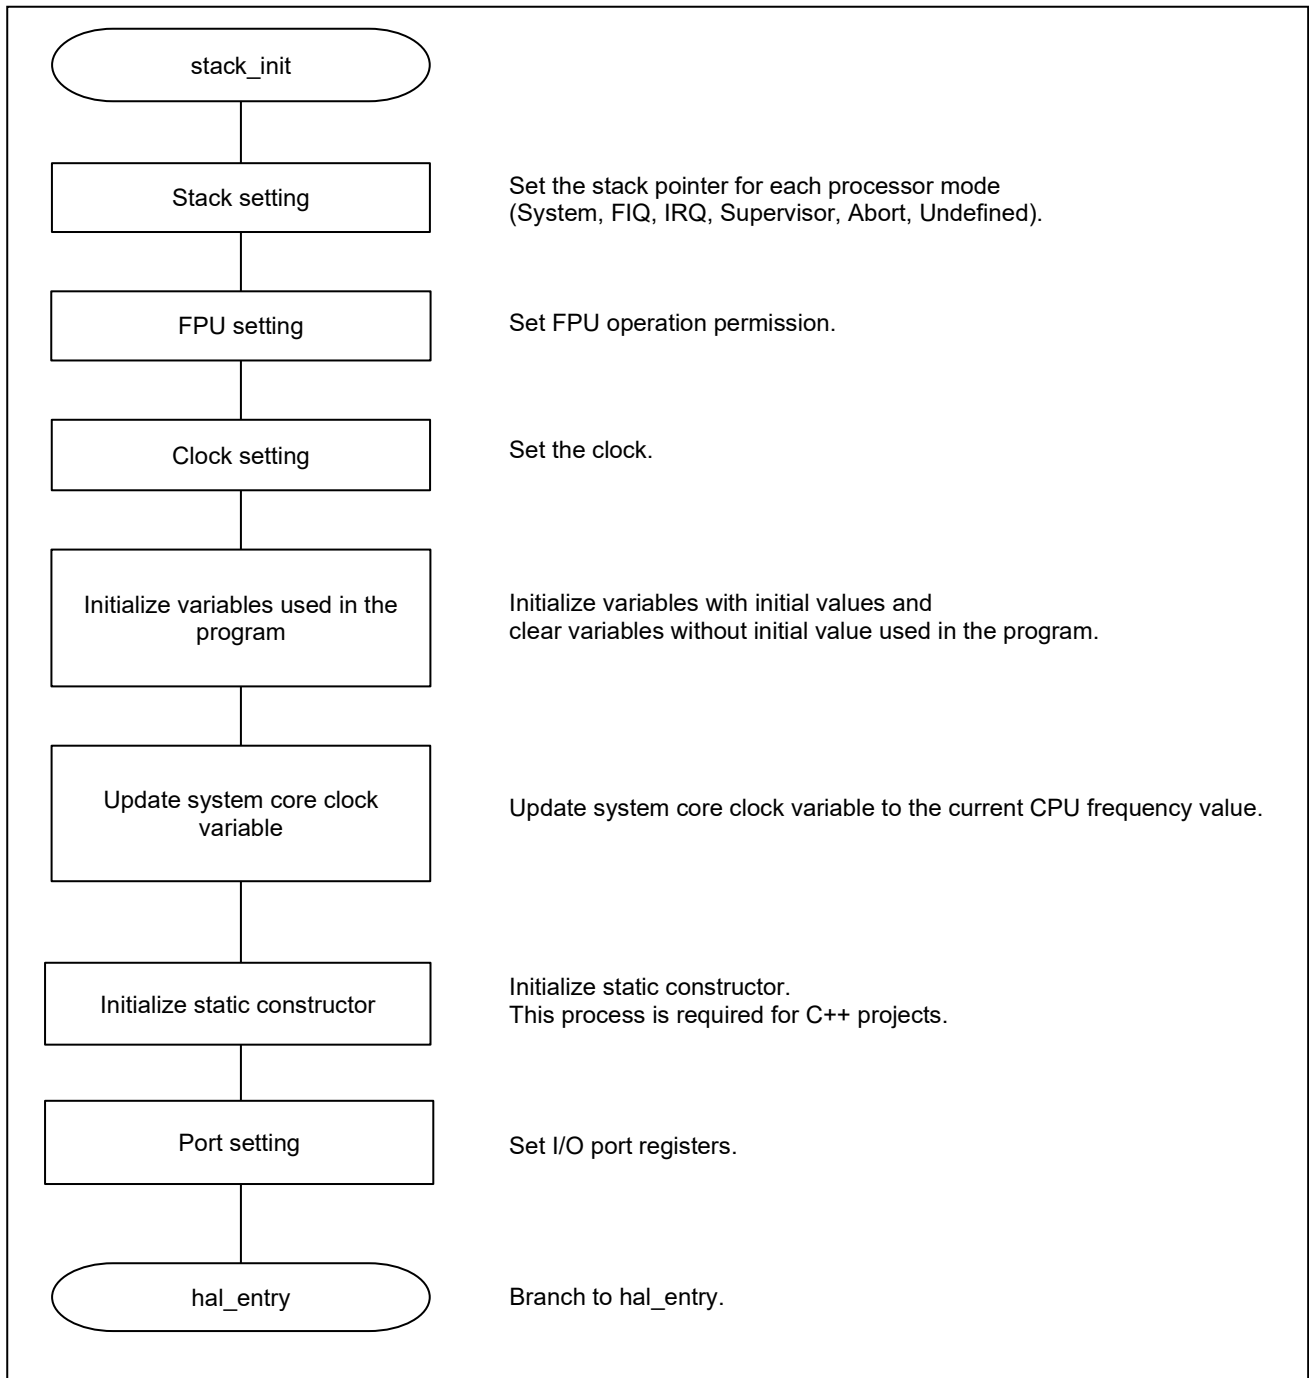 stack_init
Stack setting
Set the stack pointer for each processor mode
(System, FIQ, IRQ, Supervisor, Abort, Undefined).
FPU setting
Set FPU operation permission.
Clock setting
Set the clock.
Initialize variables used in the
program
Initialize variables with initial values and
clear variables without initial value used in the program.
Update system core clock
variable
Update system core clock variable to the current CPU frequency value.
Initialize static constructor
Initialize static constructor.
This process is required for C++ projects.
Port setting
Set I/O port registers.
hal_entry
Branch to hal_entry.